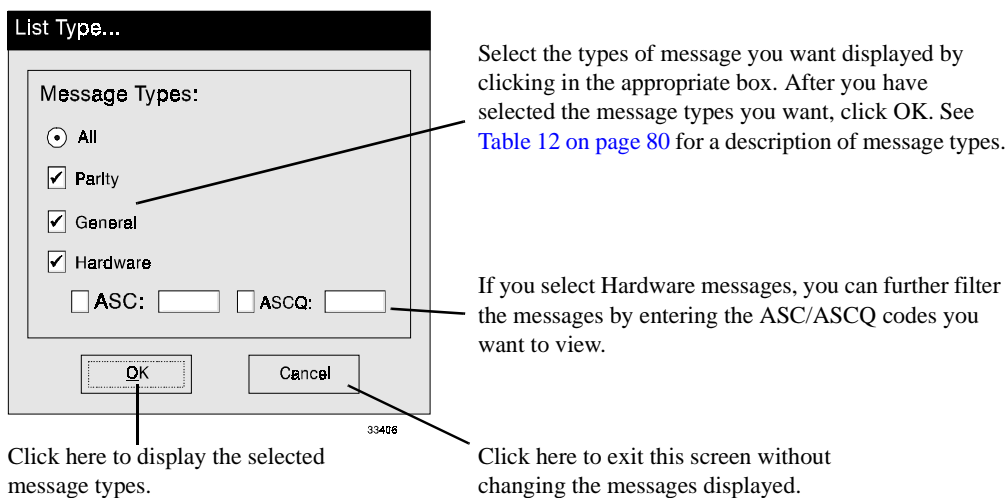 List Type...
Select the types of message you want displayed by
clicking in the appropriate box. After you have
selected the message types you want, click OK. See
Table 12 on page 80 for a description of message types.
Message Types:
All
Parity
General
Hardware
ASC:
ASCQ:
If you select Hardware messages, you can further filter
the messages by entering the ASC/ASCQ codes you
want to view.
OK
Cancel
33406
Click here to display the selected
message types.
Click here to exit this screen without
changing the messages displayed.